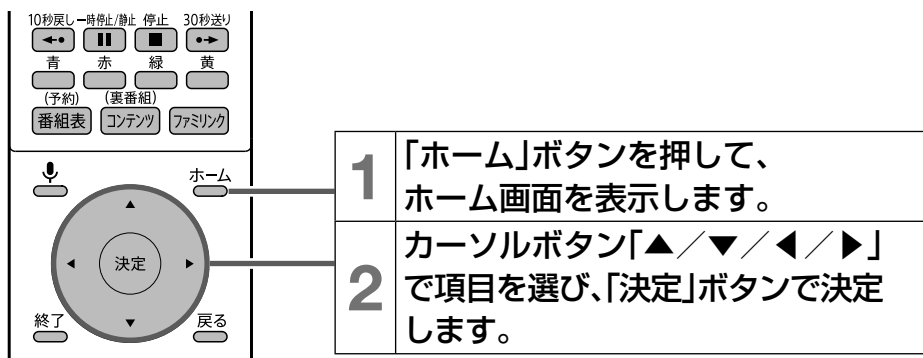 10秒戻し 一時停止/静止 停止 30秒送り
青 赤 緑 黄
(予約) (裏番組)
番組表 コンテンツ ファミリンク
ホーム
決定
終了 戻る
1 「ホーム」ボタンを押して、
ホーム画面を表示します。
2 カーソルボタン「▲/▼/◀/▶」
で項目を選び、「決定」ボタンで決定
します。